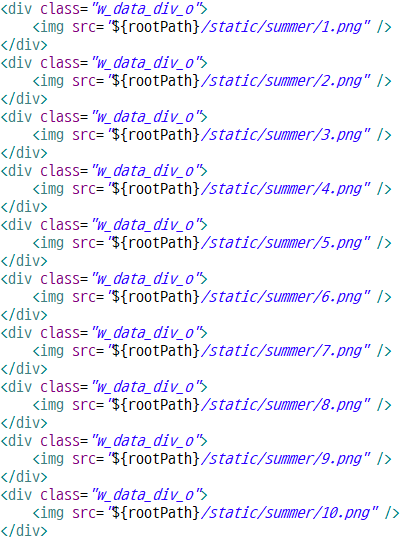 <div class="w_data_div_o">
    <img src="${rootPath}/static/summer/1.png" />
</div>
<div class="w_data_div_o">
    <img src="${rootPath}/static/summer/2.png" />
</div>
<div class="w_data_div_o">
    <img src="${rootPath}/static/summer/3.png" />
</div>
<div class="w_data_div_o">
    <img src="${rootPath}/static/summer/4.png" />
</div>
<div class="w_data_div_o">
    <img src="${rootPath}/static/summer/5.png" />
</div>
<div class="w_data_div_o">
    <img src="${rootPath}/static/summer/6.png" />
</div>
<div class="w_data_div_o">
    <img src="${rootPath}/static/summer/7.png" />
</div>
<div class="w_data_div_o">
    <img src="${rootPath}/static/summer/8.png" />
</div>
<div class="w_data_div_o">
    <img src="${rootPath}/static/summer/9.png" />
</div>
<div class="w_data_div_o">
    <img src="${rootPath}/static/summer/10.png" />
</div>